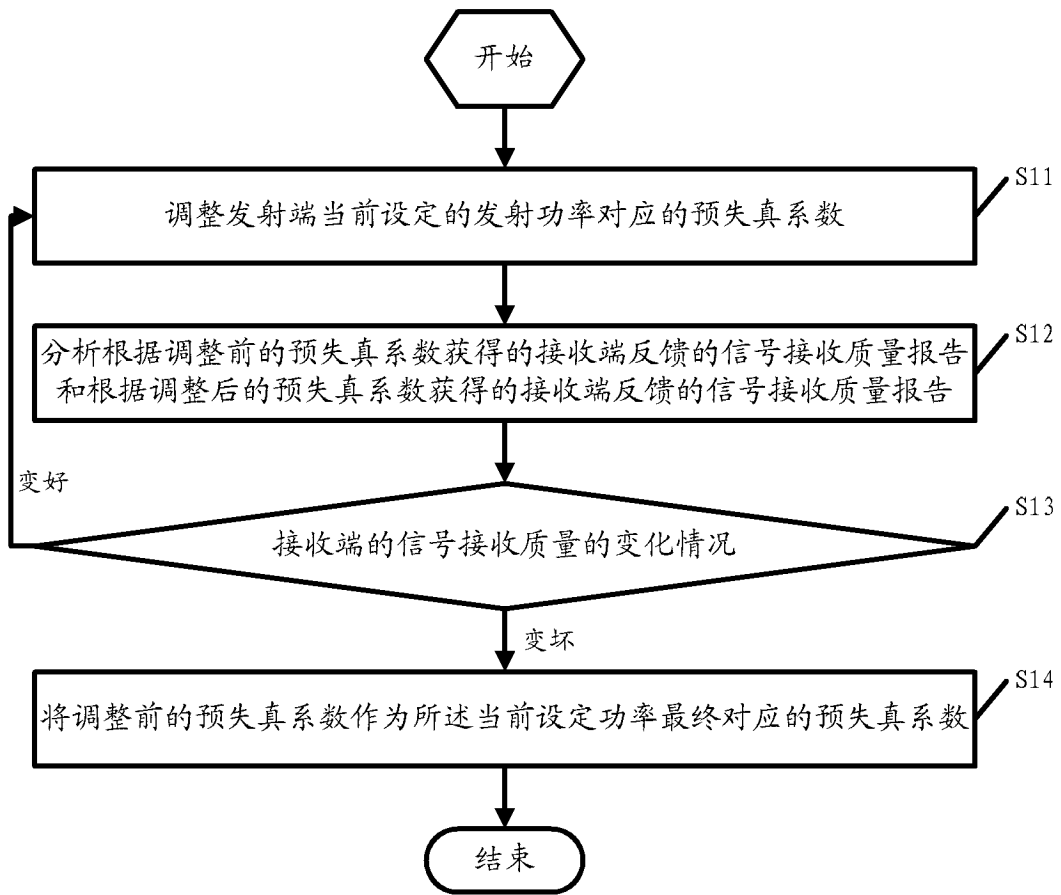 开始
S11
调整发射端当前设定的发射功率对应的预失真系数
S12
分析根据调整前的预失真系数获得的接收端反馈的信号接收质量报告
和根据调整后的预失真系数获得的接收端反馈的信号接收质量报告
变好
S13
接收端的信号接收质量的变化情况
变坏
S14
将调整前的预失真系数作为所述当前设定功率最终对应的预失真系数
结束